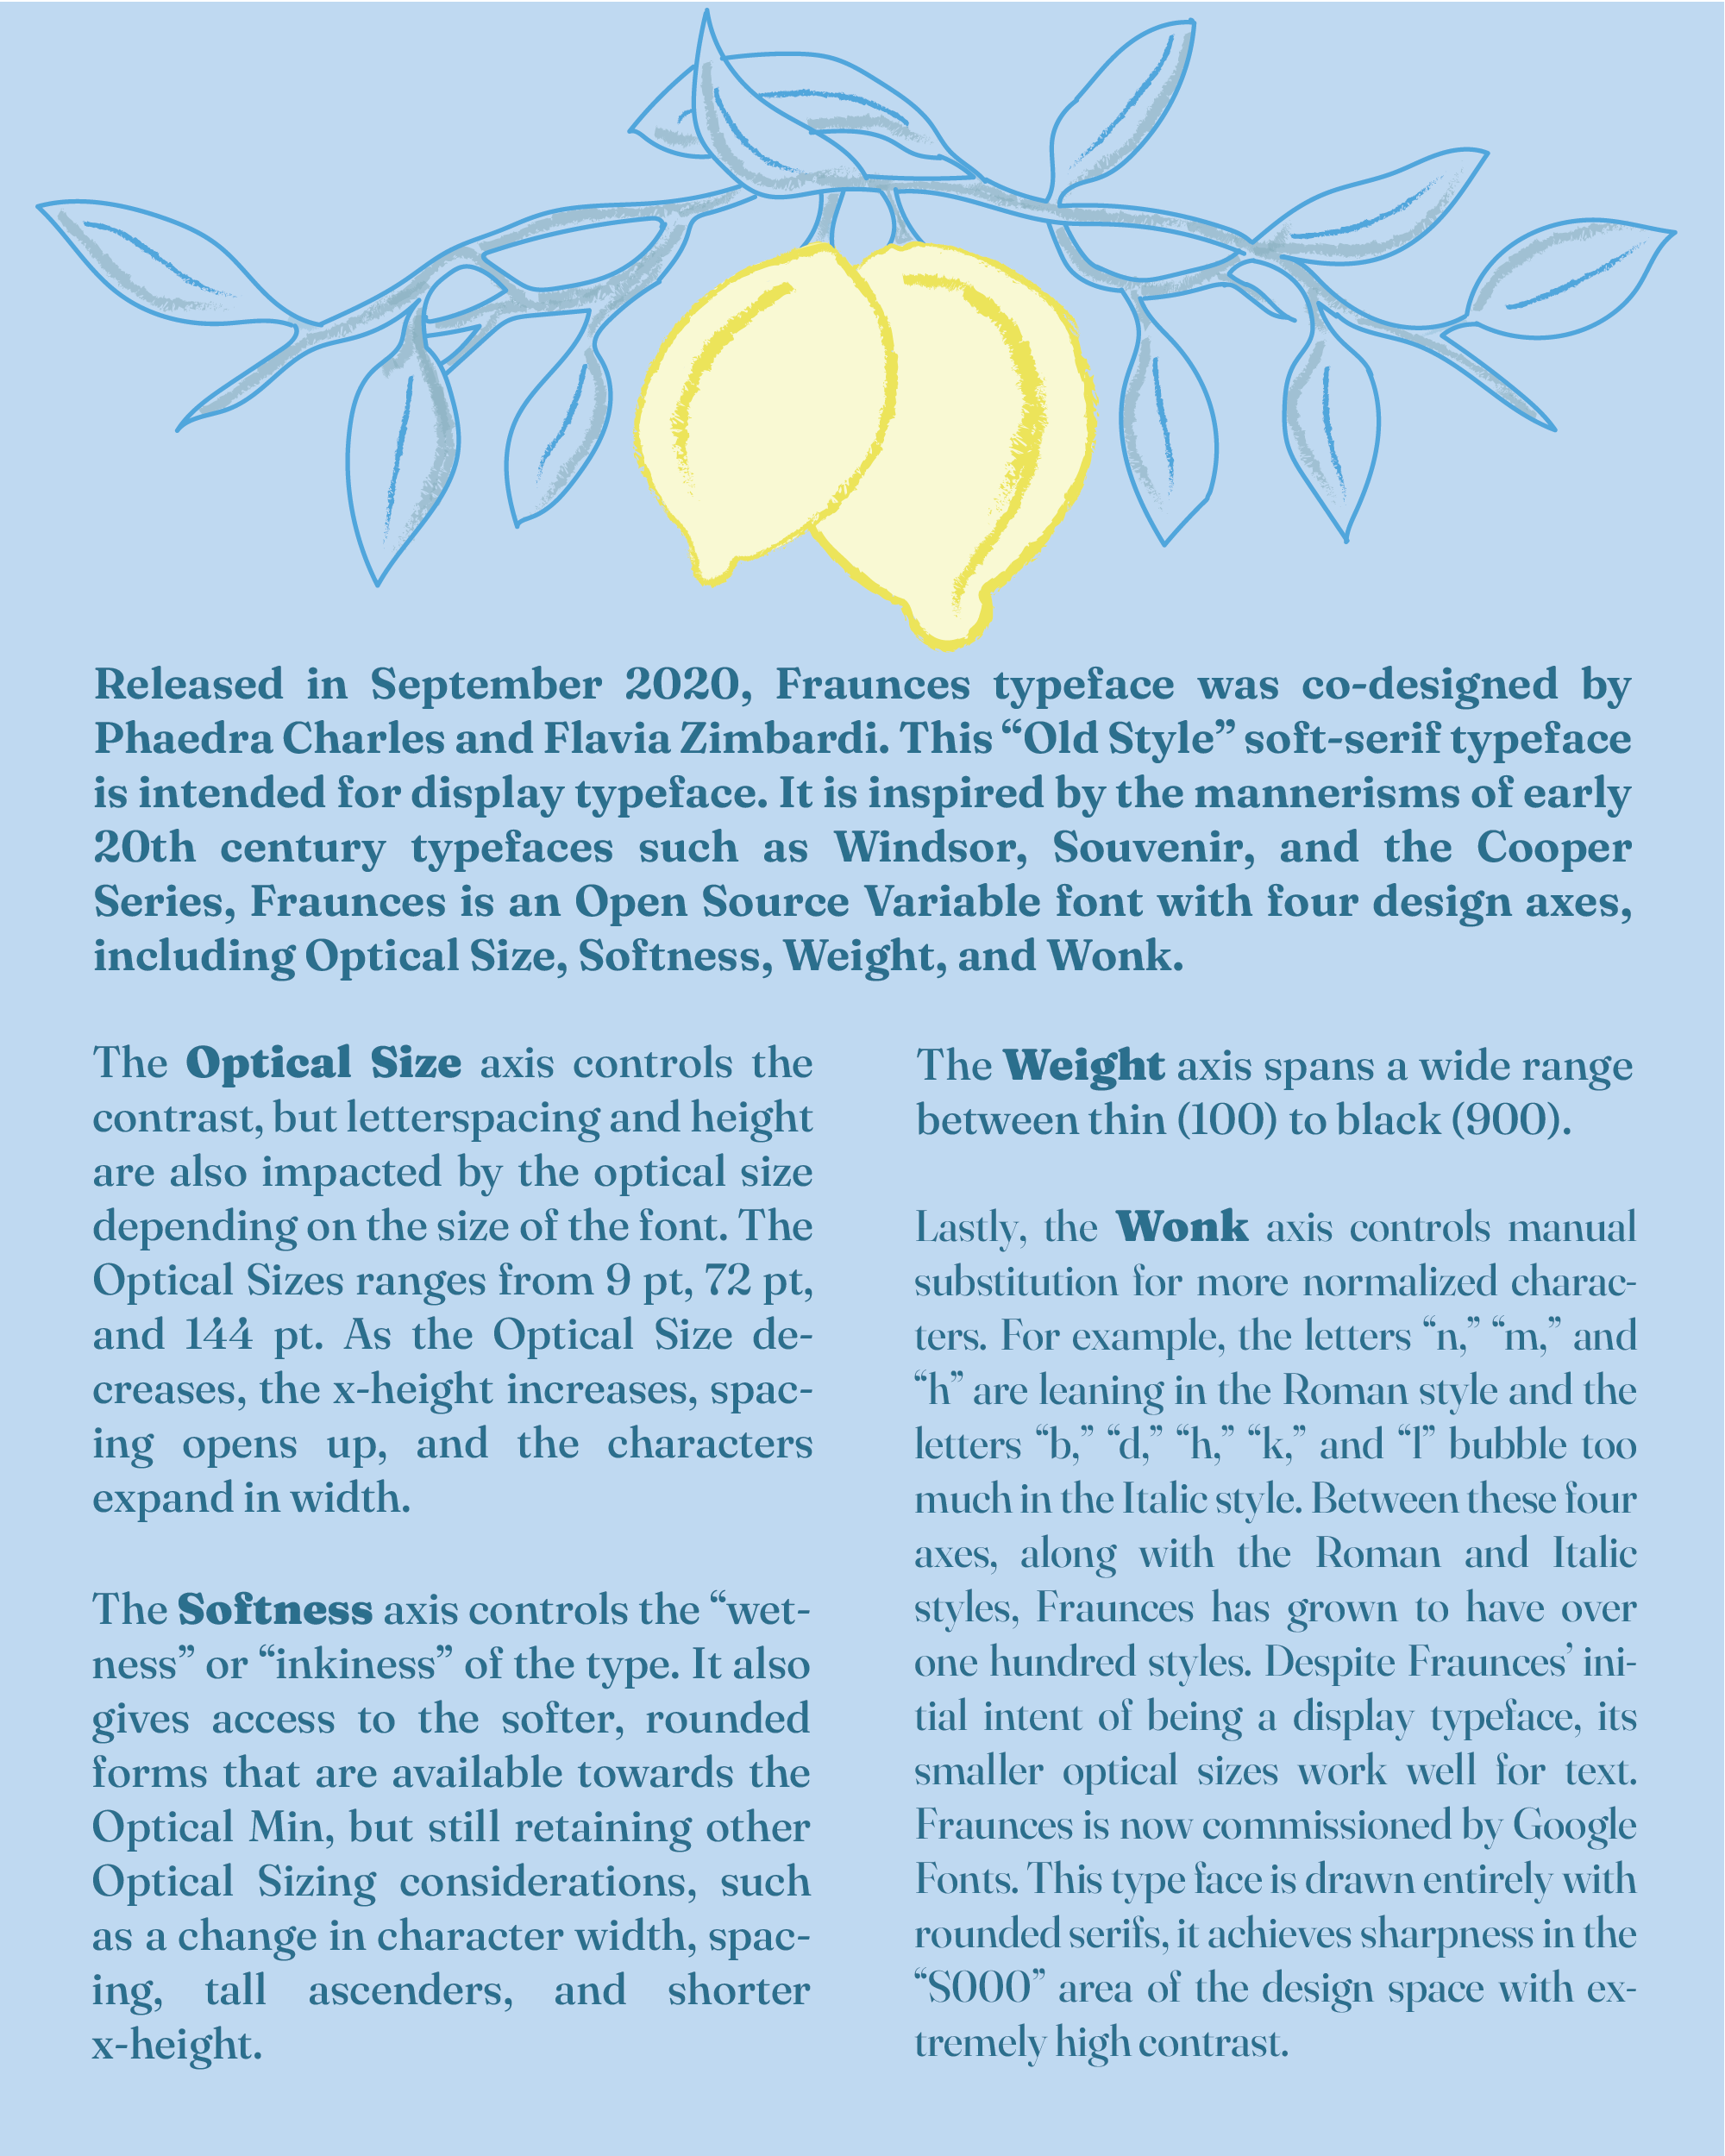 Released in September 2020, Fraunces typeface was co-designed by
Phaedra Charles and Flavia Zimbardi. This “Old Style” soft-serif typeface
is intended for display typeface. It is inspired by the mannerisms of early
20th century typefaces such as Windsor, Souvenir, and the Cooper
Series, Fraunces is an Open Source Variable font with four design axes,
including Optical Size, Softness, Weight, and Wonk.
The Optical Size axis controls the
contrast, but letterspacing and height
are also impacted by the optical size
depending on the size of the font. The
Optical Sizes ranges from 9 pt, 72 pt,
and 144 pt. As the Optical Size de-
creases, the x-height increases, spac-
ing opens up, and the characters
expand in width.
The Softness axis controls the “wet-
ness” or “inkiness” of the type. It also
gives access to the softer, rounded
forms that are available towards the
Optical Min, but still retaining other
Optical Sizing considerations, such
as a change in character width, spac-
ing, tall ascenders, and shorter
x-height.
The Weight axis spans a wide range
between thin (100) to black (900).
Lastly, the Wonk axis controls manual
substitution for more normalized charac-
ters. For example, the letters “n,” “m,” and
“h” are leaning in the Roman style and the
letters “b,” “d,” “h,” “k,” and “l” bubble too
much in the Italic style. Between these four
axes, along with the Roman and Italic
styles, Fraunces has grown to have over
one hundred styles. Despite Fraunces’ ini-
tial intent of being a display typeface, its
smaller optical sizes work well for text.
Fraunces is now commissioned by Google
Fonts. This type face is drawn entirely with
rounded serifs, it achieves sharpness in the
“S000” area of the design space with ex-
tremely high contrast.